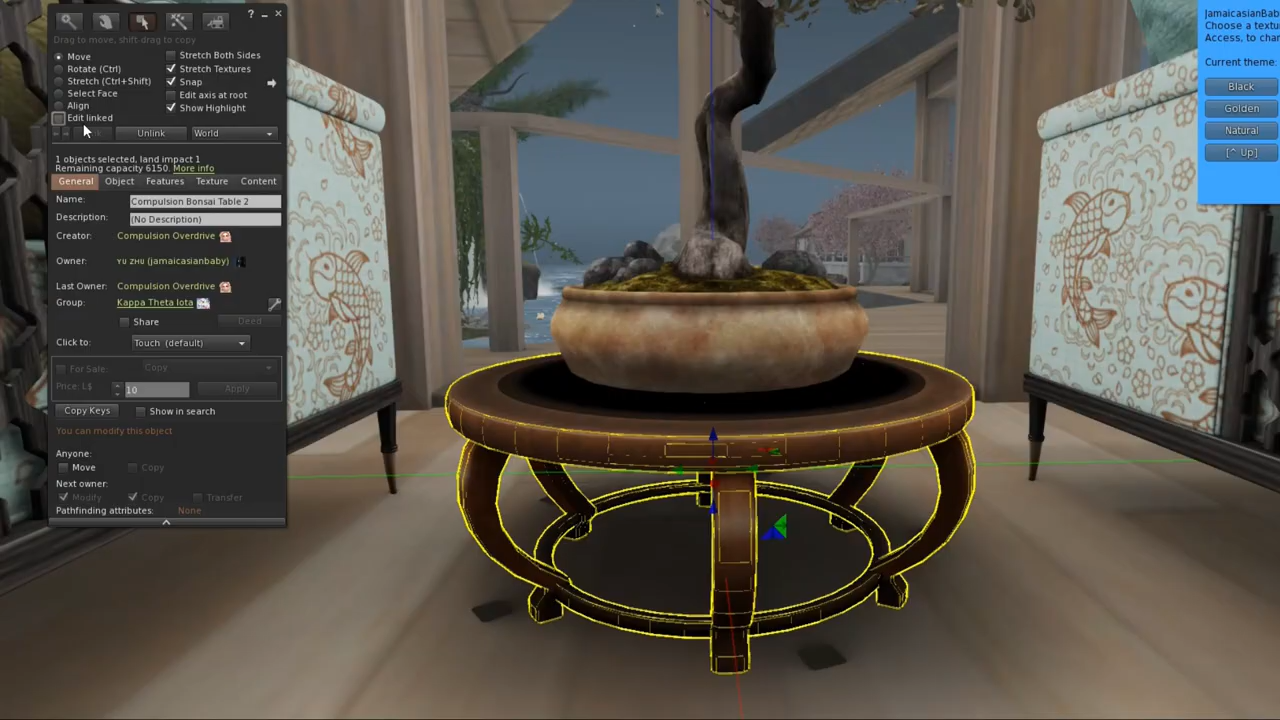 Drag to move, shift-drag to copy
Move
Rotate (Ctrl)
Stretch (Ctrl+Shift)
Select Face
Align
Edit linked
Stretch Both Sides
Stretch Textures
Snap
Edit axis at root
Show Highlight
Unlink
World
1 objects selected, land impact 1
Remaining capacity 6150. More info
General Object Features Texture Content
Name: Compulsion Bonsai Table 2
Description: (No Description)
Creator: Compulsion Overdrive
Owner: YU ZHU (jamaicasianbaby)
Last Owner: Compulsion Overdrive
Group: Kappa Theta Iota
Share Deed
Click to: Touch (default)
For Sale: Copy
Price: L$ 10 Apply
Copy Keys Show in search
You can modify this object
Anyone:
Move Copy
Next owner:
Modify Copy Transfer
Pathfinding attributes: None
JamaicasianBab
Choose a textu
Access, to char
Current theme:
Black
Golden
Natural
[^ Up]